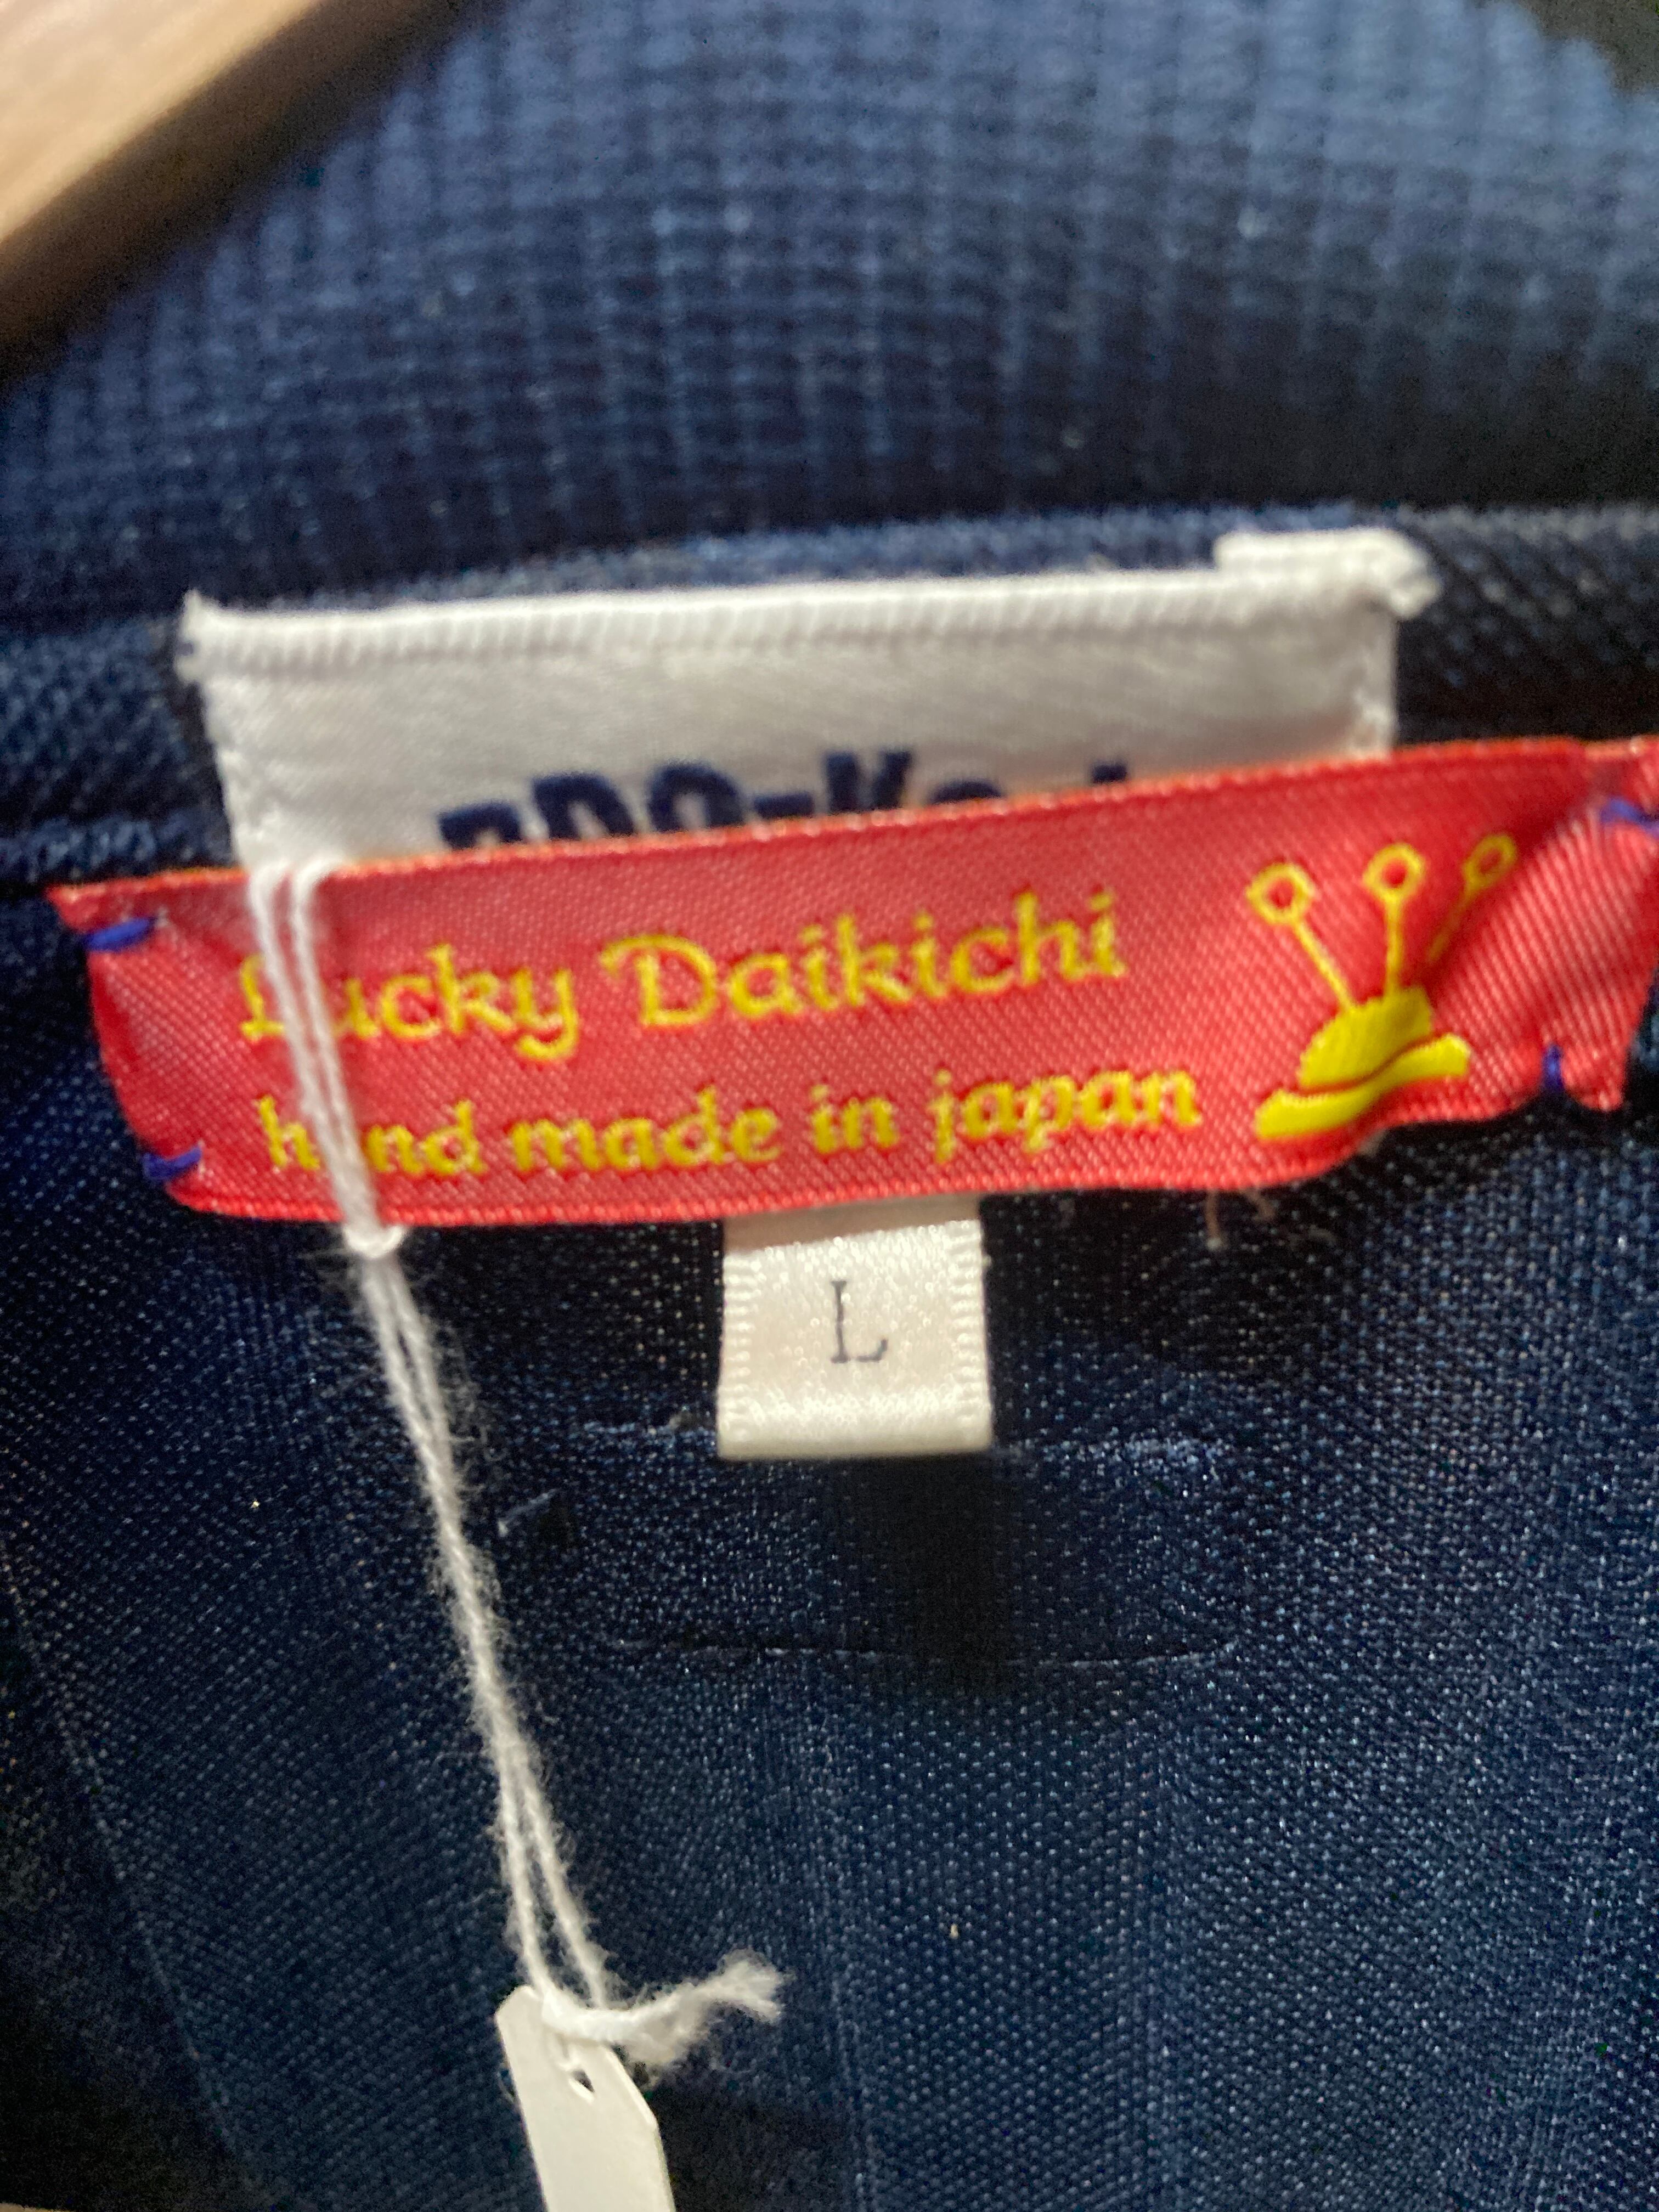 Lucky Daikichi
hand made in japan
L